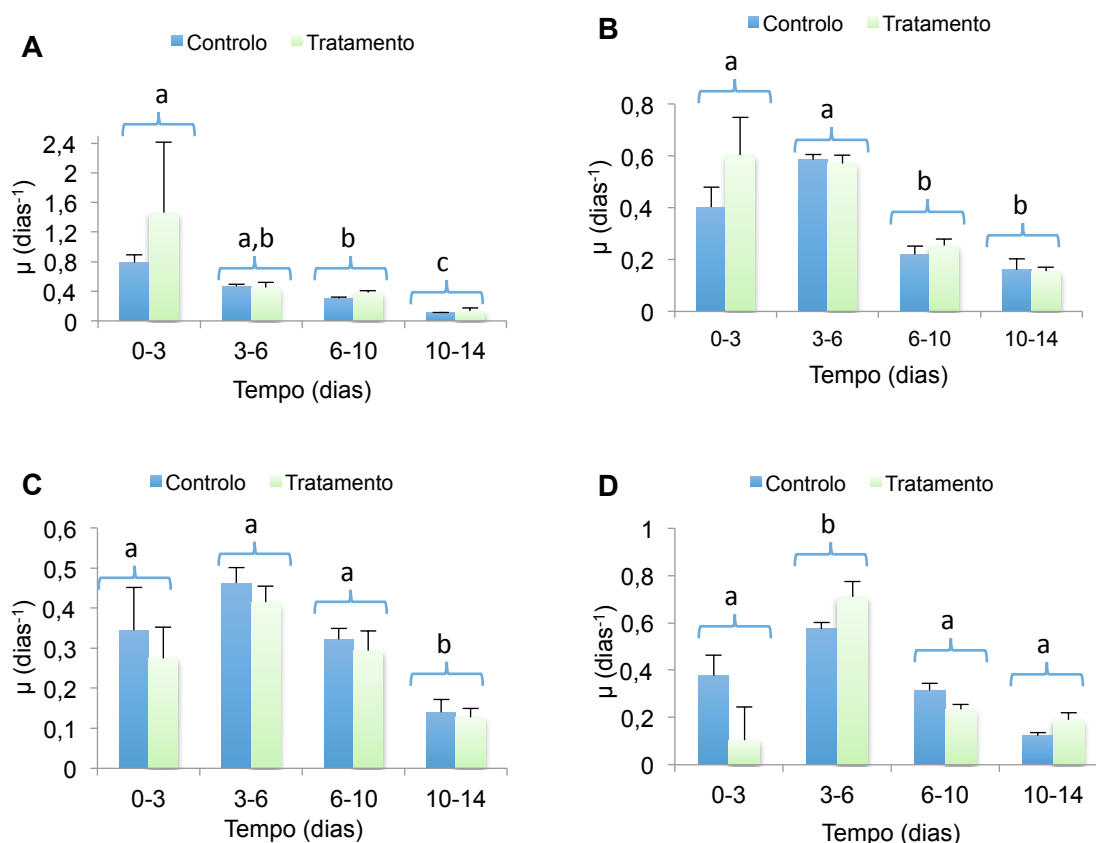 A
Controlo Tratamento
a
a,b
b
c
2,4
2
1,6
1,2
0,8
0,4
0
µ (dias-1)
0-3 3-6 6-10 10-14
Tempo (dias)
B
Controlo Tratamento
a
a
b
b
0,8
0,6
0,4
0,2
0
µ (dias-1)
0-3 3-6 6-10 10-14
Tempo (dias)
C
Controlo Tratamento
a
a
a
b
0,6
0,5
0,4
0,3
0,2
0,1
0
µ (dias-1)
0-3 3-6 6-10 10-14
Tempo (dias)
D
Controlo Tratamento
a
b
a
a
1
0,8
0,6
0,4
0,2
0
µ (dias-1)
0-3 3-6 6-10 10-14
Tempo (dias)